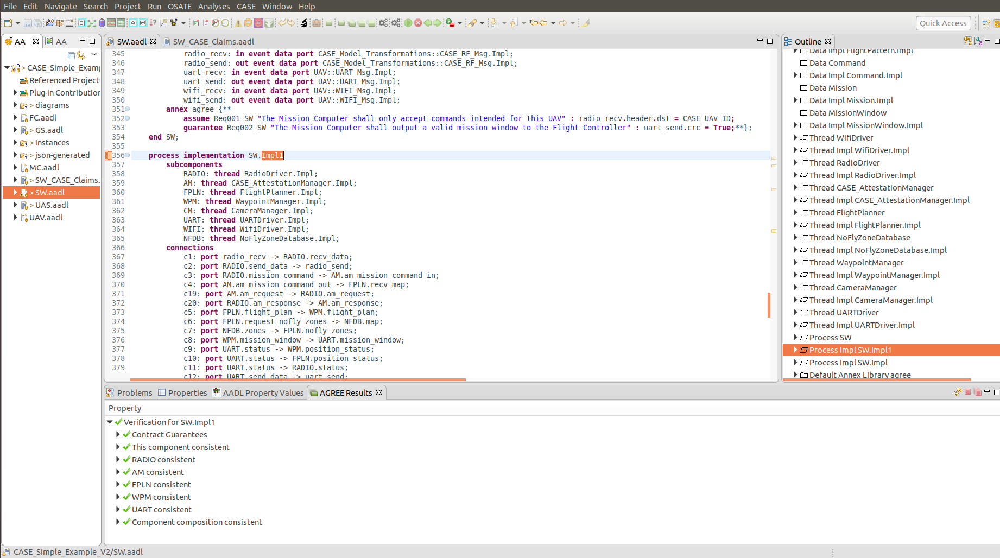 File Edit Navigate Search Project Run OSATE Analyses CASE Window Help
Quick Access
AA AA
> CASE_Simple_Exam
Referenced Project
Plug-in Contribution
> diagrams
FC.aadl
> GS.aadl
> instances
> json-generated
MC.aadl
> SW_CASE_Claims.
> SW.aadl
> UAS.aadl
UAV.aadl
SW.aadl SW_CASE_Claims.aadl
345 radio_recv: in event data port CASE_Model_Transformations::CASE_RF_Msg.Impl;
346 radio_send: out event data port CASE_Model_Transformations::CASE_RF_Msg.Impl;
347 uart_recv: in event data port UAV::UART_Msg.Impl;
348 uart_send: out event data port UAV::UART_Msg.Impl;
349 wifi_recv: in event data port UAV::WIFI_Msg.Impl;
350 wifi_send: out event data port UAV::WIFI_Msg.Impl;
351 annex agree {**
352 assume Req001_SW "The Mission Computer shall only accept commands intended for this UAV" : radio_recv.header.dst = CASE_UAV_ID;
353 guarantee Req002_SW "The Mission Computer shall output a valid mission window to the Flight Controller" : uart_send.crc = True;**};
354 end SW;
355
356 process implementation SW.Impl1
357 subcomponents
358 RADIO: thread RadioDriver.Impl;
359 AM: thread CASE_AttestationManager.Impl;
360 FPLN: thread FlightPlanner.Impl;
361 WPM: thread WaypointManager.Impl;
362 CM: thread CameraManager.Impl;
363 UART: thread UARTDriver.Impl;
364 WIFI: thread WifiDriver.Impl;
365 NFDB: thread NoFlyZoneDatabase.Impl;
366 connections
367 c1: port radio_recv -> RADIO.recv_data;
368 c2: port RADIO.send_data -> radio_send;
369 c3: port RADIO.mission_command -> AM.am_mission_command_in;
370 c4: port AM.am_mission_command_out -> FPLN.recv_map;
371 c19: port AM.am_request -> RADIO.am_request;
372 c20: port RADIO.am_response -> AM.am_response;
373 c5: port FPLN.flight_plan -> WPM.flight_plan;
374 c6: port FPLN.request_nofly_zones -> NFDB.map;
375 c7: port NFDB.zones -> FPLN.nofly_zones;
376 c8: port WPM.mission_window -> UART.mission_window;
377 c9: port UART.status -> WPM.position_status;
378 c10: port UART.status -> FPLN.position_status;
379 c11: port UART.status -> RADIO.status;
c12: port UART.send_data -> uart_send;
Outline
Data Impl FlightPattern.Impl
Data Command
Data Impl Command.Impl
Data Mission
Data Impl Mission.Impl
Data MissionWindow
Data Impl MissionWindow.Impl
Thread WifiDriver
Thread Impl WifiDriver.Impl
Thread RadioDriver
Thread Impl RadioDriver.Impl
Thread CASE_AttestationManager
Thread Impl CASE_AttestationManager.Impl
Thread FlightPlanner
Thread Impl FlightPlanner.Impl
Thread NoFlyZoneDatabase
Thread Impl NoFlyZoneDatabase.Impl
Thread WaypointManager
Thread Impl WaypointManager.Impl
Thread CameraManager
Thread Impl CameraManager.Impl
Thread UARTDriver
Thread Impl UARTDriver.Impl
Process SW
Process Impl SW.Impl1
Process Impl SW.Impl
Default Annex Library agree
Problems Properties AADL Property Values AGREE Results
Property
Verification for SW.Impl1
Contract Guarantees
This component consistent
RADIO consistent
AM consistent
FPLN consistent
WPM consistent
UART consistent
Component composition consistent
CASE_Simple_Example_V2/SW.aadl